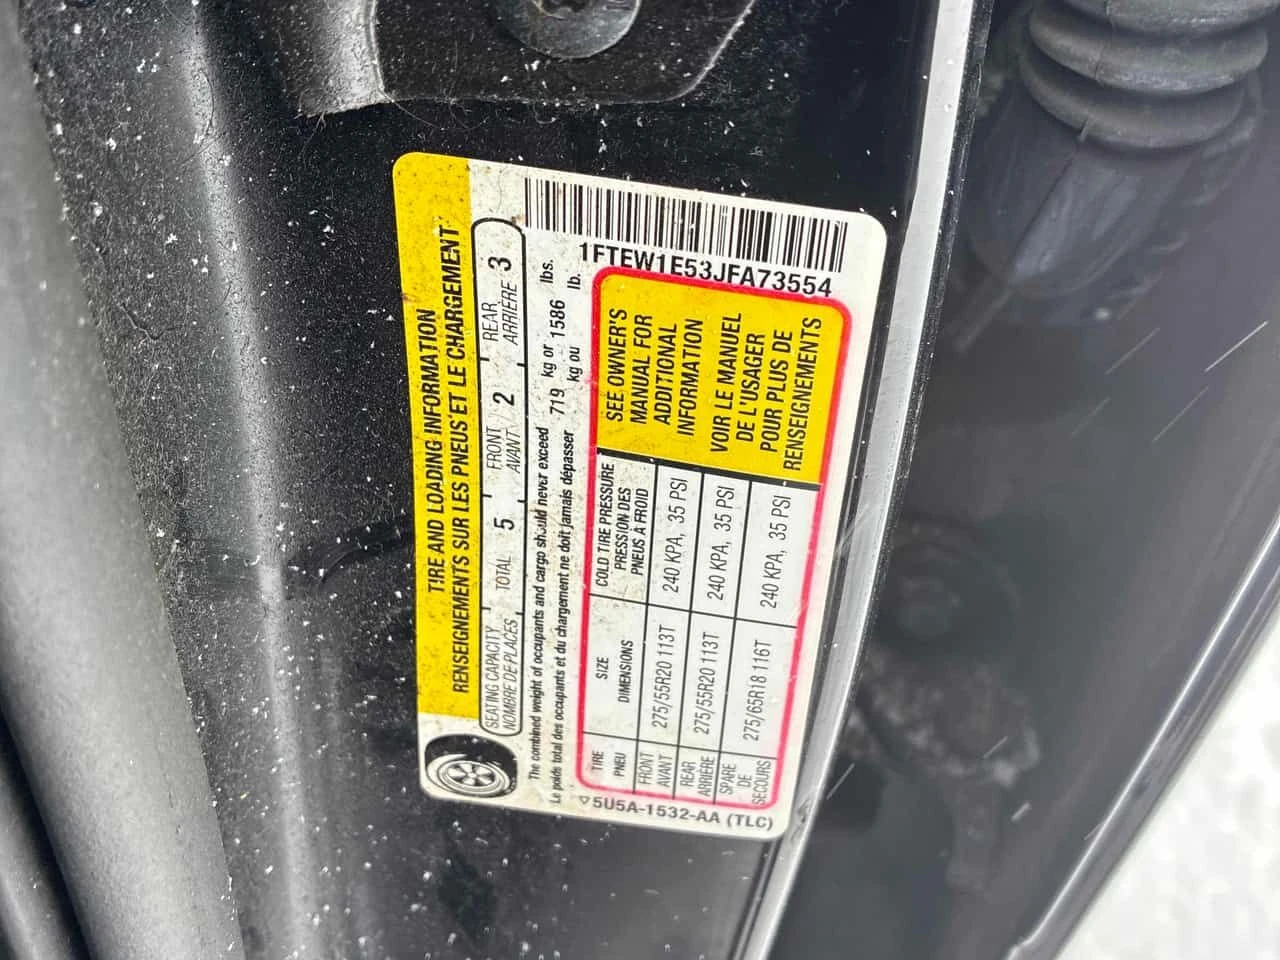 TIRE AND LOADING INFORMATION
RENSEIGNEMENTS SUR LES PNEUS ET LE CHARGEMENT
SEATING CAPACITY TOTAL 5 FRONT 2 REAR 3
NOMBRE DE PLACES AVANT ARRIÈRE
The combined weight of occupants and cargo should never exceed 719 kg or 1586 lbs.
Le poids total des occupants et du chargement ne doit jamais dépasser kg ou lb.
1FTEW1E53JFA73554
TIRE SIZE COLD TIRE PRESSURE
PNEU DIMENSIONS PRESSION DES
PNEUS A FROID
FRONT 275/55R20 113T 240 KPA, 35 PSI
AVANT
REAR 275/55R20 113T 240 KPA, 35 PSI
ARRIÈRE
SPARE 275/65R18 116T 240 KPA, 35 PSI
DE
SECOURS
SEE OWNER'S
MANUAL FOR
ADDITIONAL
INFORMATION
VOIR LE MANUEL
DE L'USAGER
POUR PLUS DE
RENSEIGNEMENTS
5U5A-1532-AA (TLC)